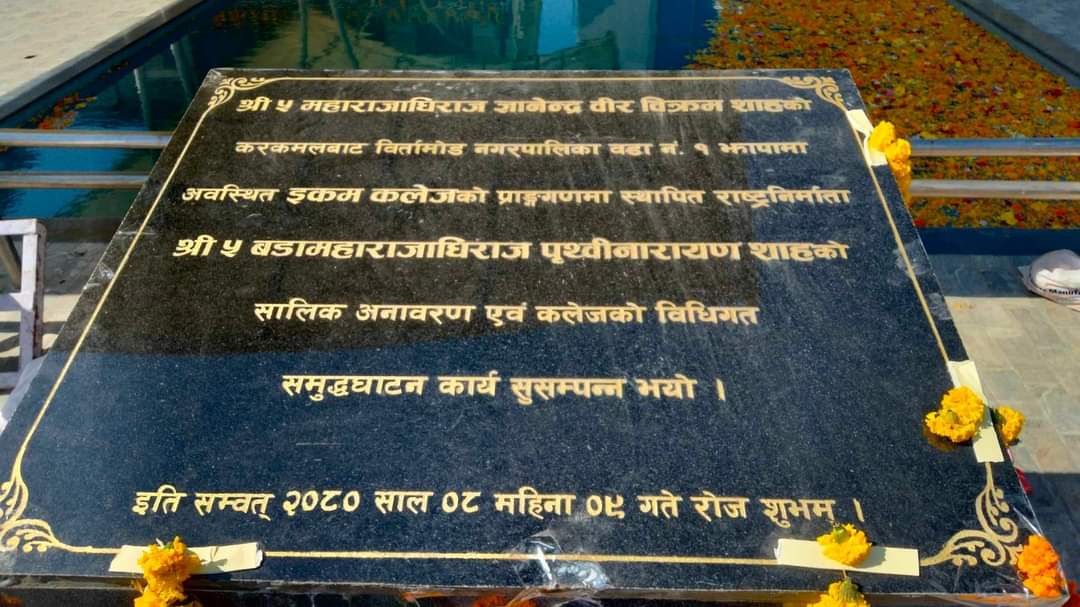 श्री ५ महाराजाधिराज ज्ञानेन्द्र वीर विक्रम शाहको
करकमलबाट विर्तामोड नगरपालिका वडा नं. १ झापामा
अवस्थित इकम कलेजको प्राङ्गणमा स्थापित राष्ट्रनिर्माता
श्री ५ बडामहाराजाधिराज पृथ्वीनारायण शाहको
सालिक अनावरण एवं कलेजको विधिगत
समुद्धघाटन कार्य सुसम्पन्न भयो ।
इति सम्वत् २०८० साल ०८ महिना ०९ गते रोज शुभम् ।